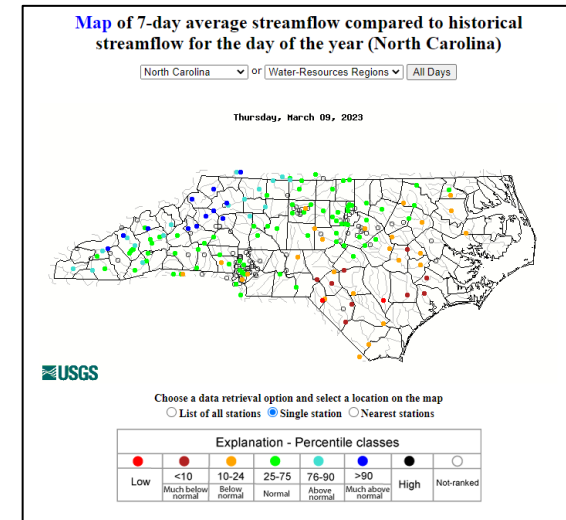 Map of 7-day average streamflow compared to historical
streamflow for the day of the year (North Carolina)
North Carolina or Water-Resources Regions All Days
Thursday, March 09, 2023
USGS
Choose a data retrieval option and select a location on the map
List of all stations Single station Nearest stations
Explanation - Percentile classes
Low <10 10-24 25-75 76-90 >90 High Not-ranked
Much below normal Below normal Normal Above normal Much above normal